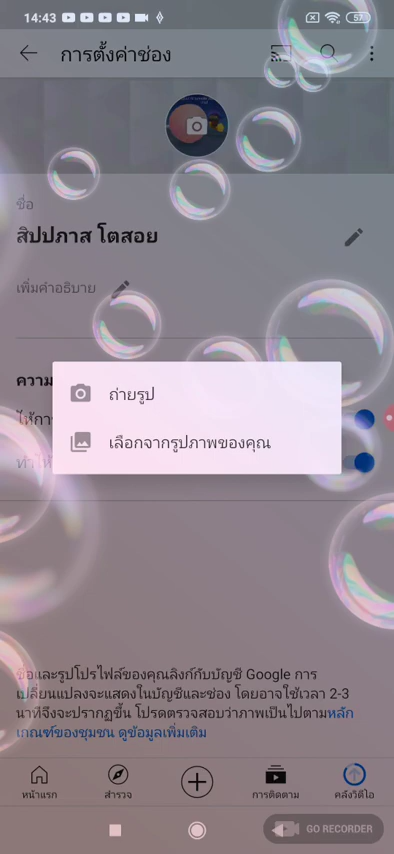 14:43
57
การตั้งค่าช่อง
ชื่อ
สิปปภาส โตสอย
เพิ่มคำอธิบาย
ความ
ให้กา
ทำให้
ถ่ายรูป
เลือกจากรูปภาพของคุณ
ชื่อและรูปโปรไฟล์ของคุณลิงก์กับบัญชี Google การ
เปลี่ยนแปลงจะแสดงในบัญชีและช่อง โดยอาจใช้เวลา 2-3
นาทีจึงจะปรากฏขึ้น โปรดตรวจสอบว่าภาพเป็นไปตามหลัก
เกณฑ์ของชุมชน ดูข้อมูลเพิ่มเติม
หน้าแรก
สำรวจ
การติดตาม
คลังวิดีโอ
GO RECORDER